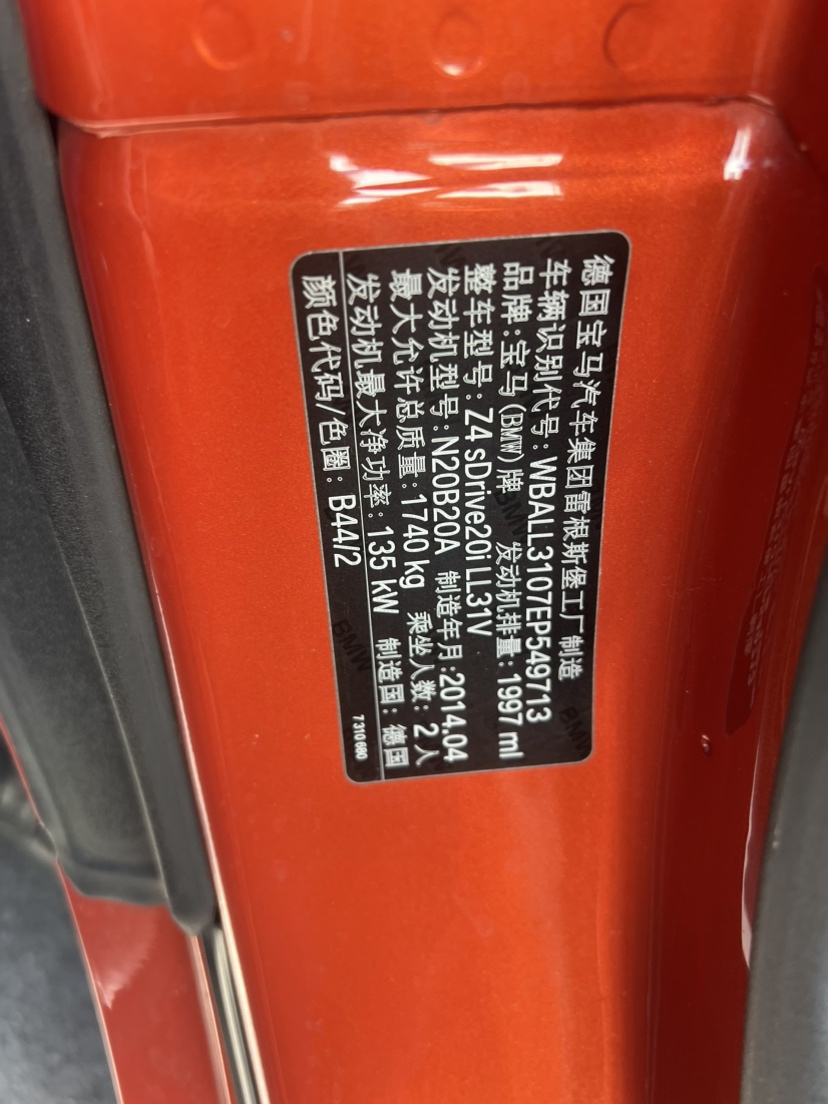 德国宝马汽车集团雷根斯堡工厂 制造
车辆识别代号: WBALL3107EP549713
品牌:宝马(BMW)牌 发动机排量: 1997 ml
整车型号: Z4 sDrive20i LL31V
发动机型号: N20B20A 制造年月:2014.04
最大允许总质量: 1740 kg 乘坐人数: 2人
发动机最大净功率: 135 kW 制造国: 德国
颜色代码/色圈: B44/2 7310680